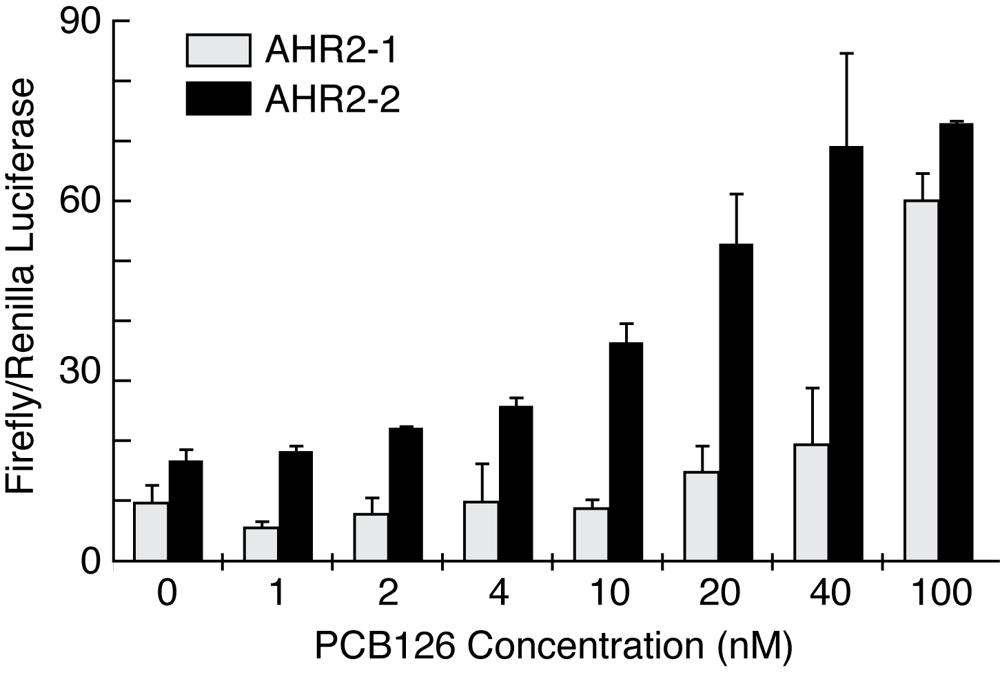 90
AHR2-1
AHR2-2
60
30
0
Firefly/Renilla Luciferase
0 1 2 4 10 20 40 100
PCB126 Concentration (nM)